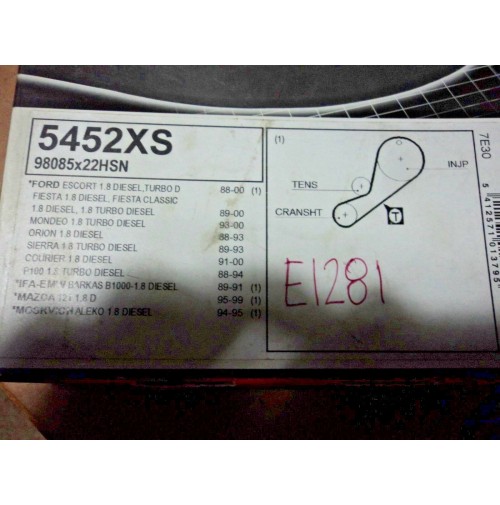 5452XS
98085x22HSN
*FORD ESCORT 1.8 DIESEL,TURBO D 88-00 (1)
FIESTA 1.8 DIESEL, FIESTA CLASSIC
1.8 DIESEL, 1.8 TURBO DIESEL 89-00
MONDEO 1.8 TURBO DIESEL 93-00
ORION 1.8 DIESEL 88-93
SIERRA 1.8 TURBO DIESEL 89-93
COURIER 1.8 DIESEL 91-00
P100 1.8 TURBO DIESEL 88-94
*IFA-EMW BARKAS B1000-1.8 DIESEL 89-91 (1)
*MAZDA 121 1.8 D 95-99 (1)
*MOSKVICH ALEKO 1.8 DIESEL 94-95 (1)
(1)
INJP
TENS
CRANSHT
T
E1281
7E30
5 412571 013795